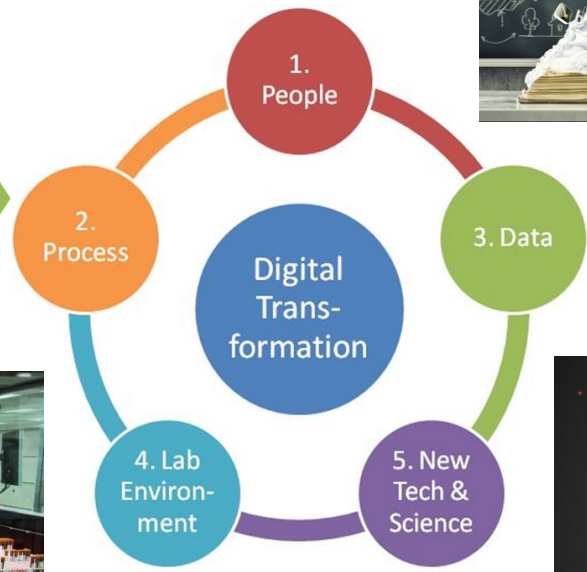 1.
People
2.
Process
3. Data
Digital
Trans-
formation
4. Lab
Environ-
ment
5. New
Tech &
Science